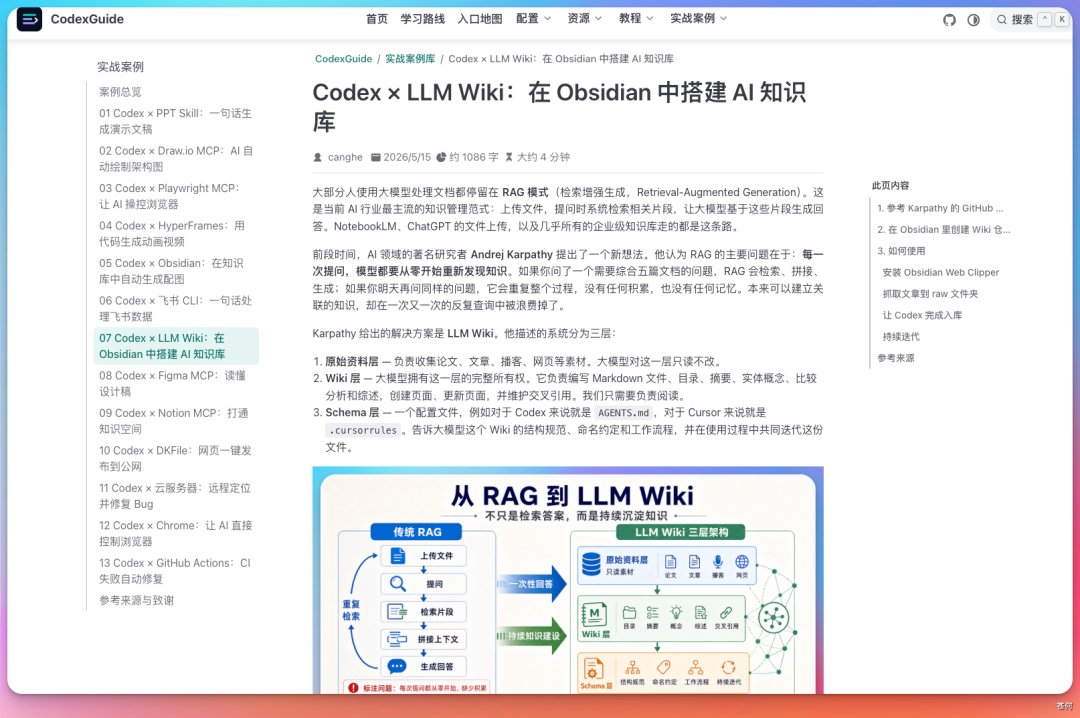 CodexGuide
首页 学习路线 入口地图 配置 资源 教程 实战案例
搜索 ^ K
实战案例
案例总览
01 Codex × PPT Skill：一句话生
成演示文稿
02 Codex × Draw.io MCP：AI 自
动绘制架构图
03 Codex × Playwright MCP：
让 AI 操控浏览器
04 Codex × HyperFrames：用
代码生成动画视频
05 Codex × Obsidian：在知识
库中自动生成配图
06 Codex × 飞书 CLI：一句话处
理飞书数据
07 Codex × LLM Wiki：在
Obsidian 中搭建 AI 知识库
08 Codex × Figma MCP：读懂
设计稿
09 Codex × Notion MCP：打通
知识空间
10 Codex × DKFile：网页一键发
布到公网
11 Codex × 云服务器：远程定位
并修复 Bug
12 Codex × Chrome：让 AI 直接
控制浏览器
13 Codex × GitHub Actions：CI
失败自动修复
参考来源与致谢
CodexGuide / 实战案例库 / Codex × LLM Wiki：在 Obsidian 中搭建 AI 知识库
Codex × LLM Wiki：在 Obsidian 中搭建 AI 知识
库
canghe 2026/5/15 约 1086 字 大约 4 分钟
大部分人使用大模型处理文档都停留在 RAG 模式（检索增强生成，Retrieval-Augmented Generation）。这
是当前 AI 行业最主流的知识管理范式：上传文件，提问时系统检索相关片段，让大模型基于这些片段生成回
答。NotebookLM、ChatGPT 的文件上传，以及几乎所有的企业级知识库走的都是这条路。
前段时间，AI 领域的著名研究者 Andrej Karpathy 提出了一个新想法。他认为 RAG 的主要问题在于：每一
次提问，模型都要从零开始重新发现知识。如果你问了一个需要综合五篇文档的问题，RAG 会检索、拼接、
生成；如果你明天再问同样的问题，它会重复整个过程，没有任何积累，也没有任何记忆。本来可以建立关
联的知识，却在一次又一次的反复查询中被浪费掉了。
Karpathy 给出的解决方案是 LLM Wiki。他描述的系统分为三层：
1. 原始资料层 — 负责收集论文、文章、播客、网页等素材。大模型对这一层只读不改。
2. Wiki 层 — 大模型拥有这一层的完整所有权。它负责编写 Markdown 文件、目录、摘要、实体概念、比较
分析和综述，创建页面、更新页面，并维护交叉引用。我们只需要负责阅读。
3. Schema 层 — 一个配置文件，例如对于 Codex 来说就是 AGENTS.md，对于 Cursor 来说就是
.cursorrules。告诉大模型这个 Wiki 的结构规范、命名约定和工作流程，并在使用过程中共同迭代这份
文件。
从 RAG 到 LLM Wiki
不只是检索答案，而是持续沉淀知识
传统 RAG
上传文件
提问
检索片段
拼接上下文
生成回答
重复
检索
标注问题：每次提问都从零开始，缺少积累
一次性回答
持续知识建设
LLM Wiki 三层架构
原始资料层
只读素材
论文 文章 播客 网页
M
Wiki 层
目录 摘要 概念 综述 交叉引用
Schema 层
结构规范 命名约定 工作流程 持续迭代
此页内容
1. 参考 Karpathy 的 GitHub ...
2. 在 Obsidian 里创建 Wiki 仓...
3. 如何使用
安装 Obsidian Web Clipper
抓取文章到 raw 文件夹
让 Codex 完成入库
持续迭代
参考来源
苍何